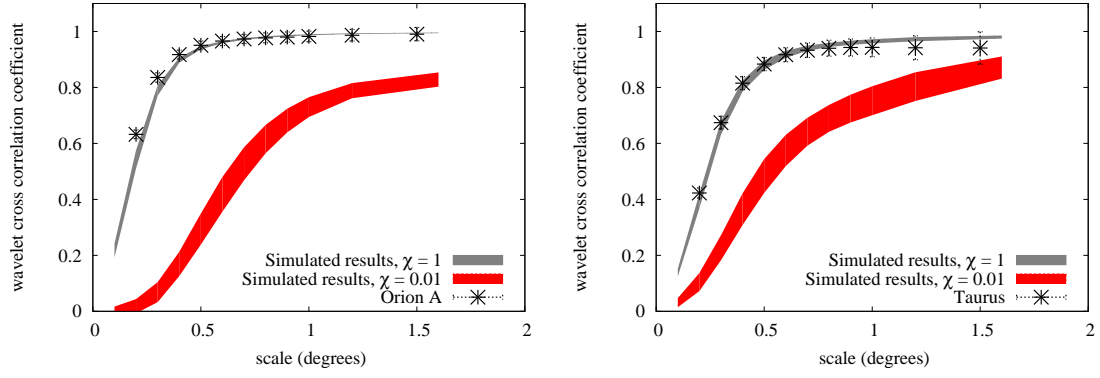 wavelet cross correlation coefficient
1
0.8
0.6
0.4
0.2
0
Simulated results, χ = 1
Simulated results, χ = 0.01
Orion A
0
0.5
1
1.5
2
scale (degrees)
wavelet cross correlation coefficient
1
0.8
0.6
0.4
0.2
0
Simulated results, χ = 1
Simulated results, χ = 0.01
Taurus
0
0.5
1
1.5
2
scale (degrees)